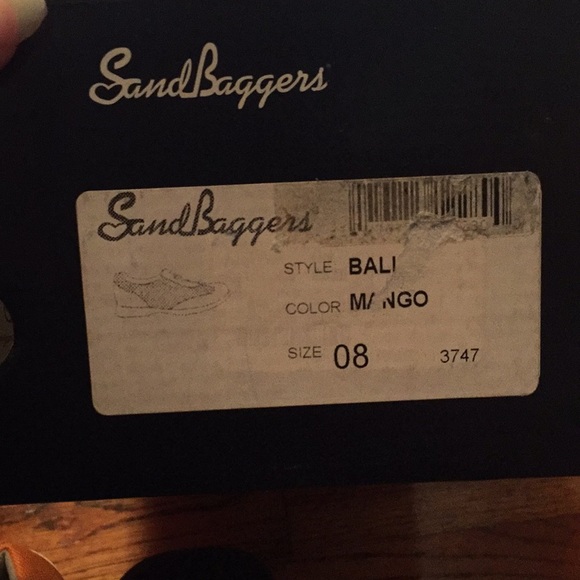 SandBaggers
SandBaggers
STYLE BALI
COLOR MANGO
SIZE 08 3747